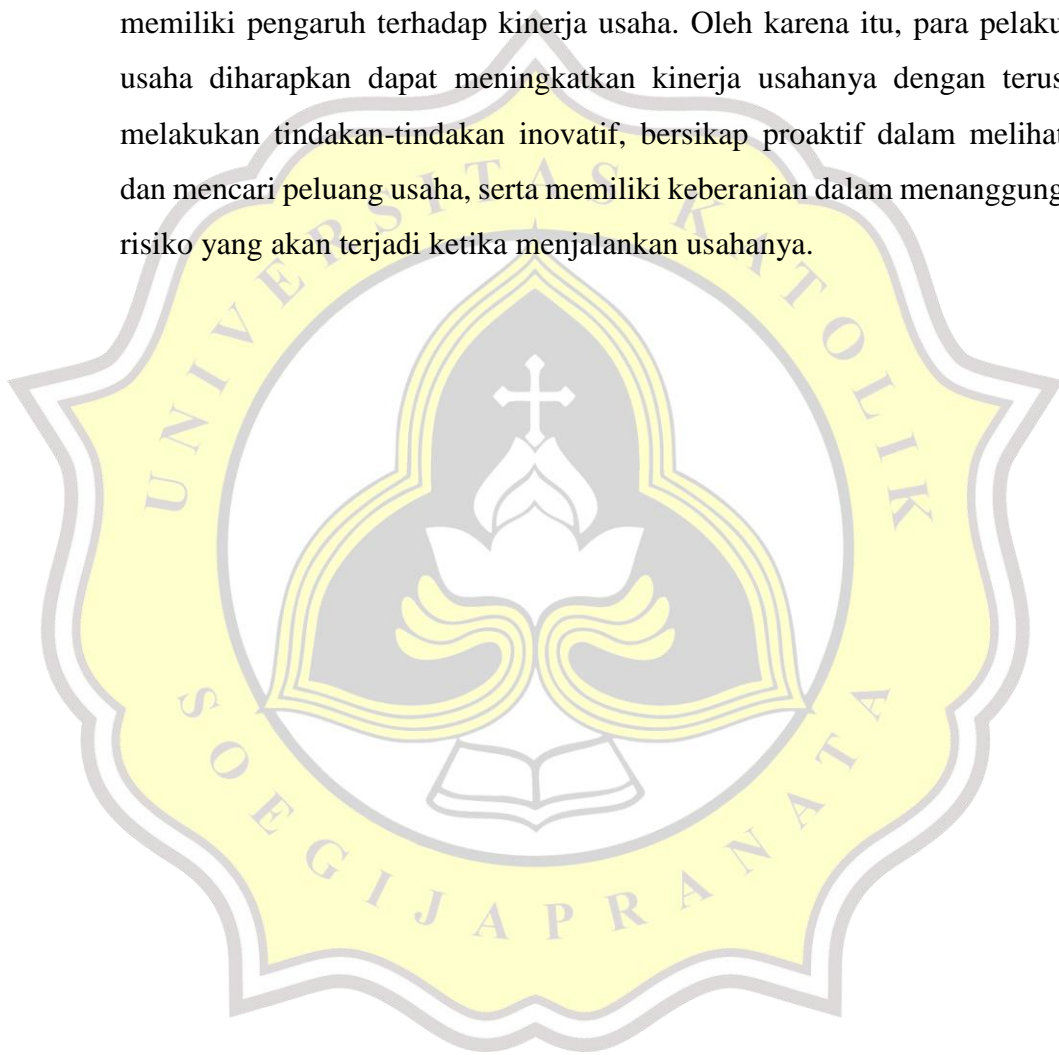 memiliki pengaruh terhadap kinerja usaha. Oleh karena itu, para pelaku
usaha diharapkan dapat meningkatkan kinerja usahanya dengan terus
melakukan tindakan-tindakan inovatif, bersikap proaktif dalam melihat
dan mencari peluang usaha, serta memiliki keberanian dalam menanggung
risiko yang akan terjadi ketika menjalankan usahanya.
UNIVERSITAS KATOLIK
SOEGIJAPRANATA